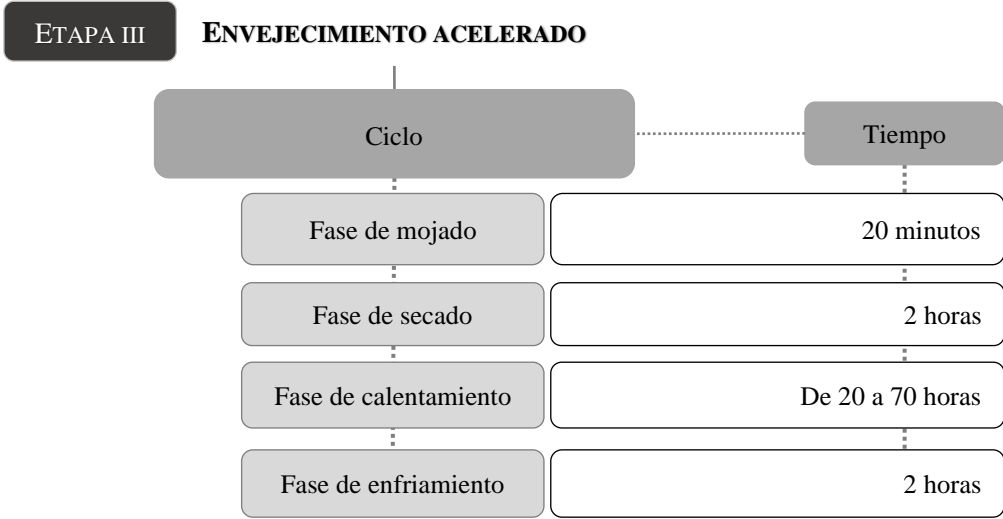 ETAPA III
ENVEJECIMIENTO ACELERADO
Ciclo
Tiempo
Fase de mojado
20 minutos
Fase de secado
2 horas
Fase de calentamiento
De 20 a 70 horas
Fase de enfriamiento
2 horas